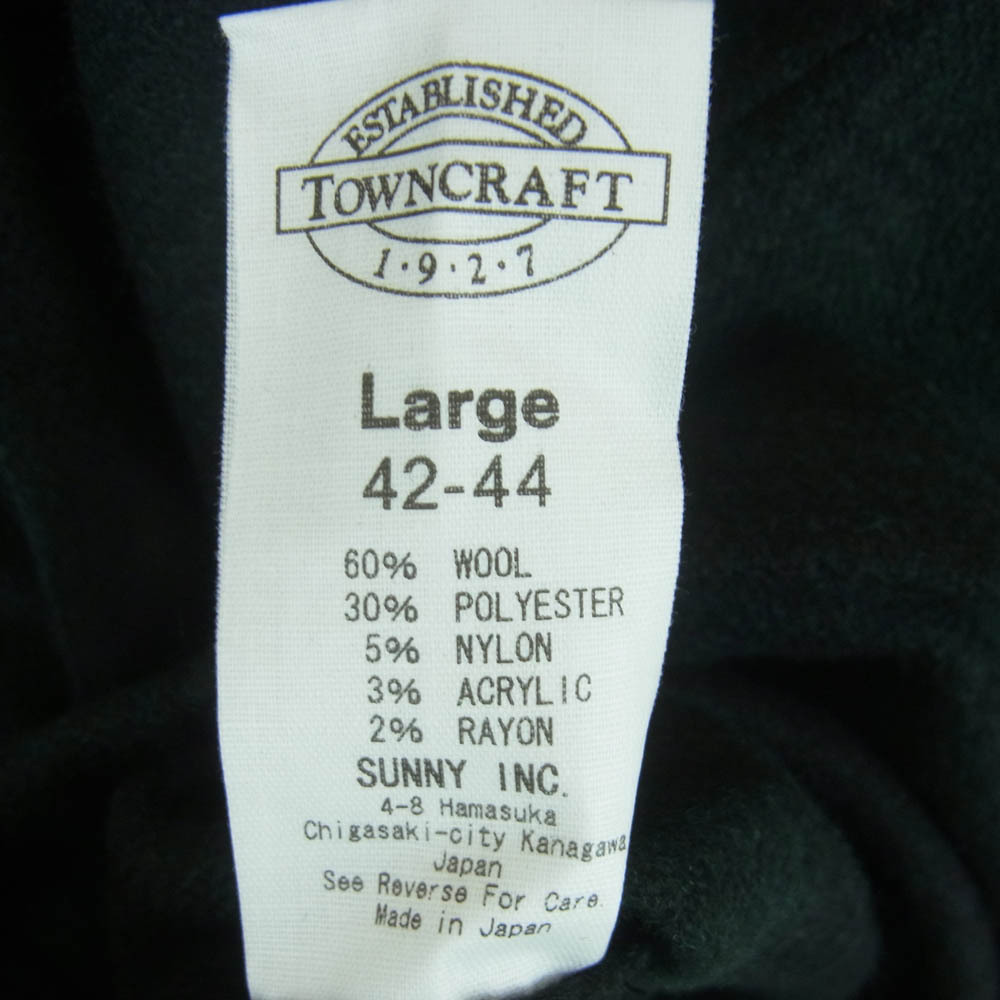 ESTABLISHED
TOWNCRAFT
1·9·2·7
Large
42-44
60% WOOL
30% POLYESTER
5% NYLON
3% ACRYLIC
2% RAYON
SUNNY INC.
4-8 Hamasuka
Chigasaki-city Kanagawa
Japan
See Reverse For Care.
Made in Japan